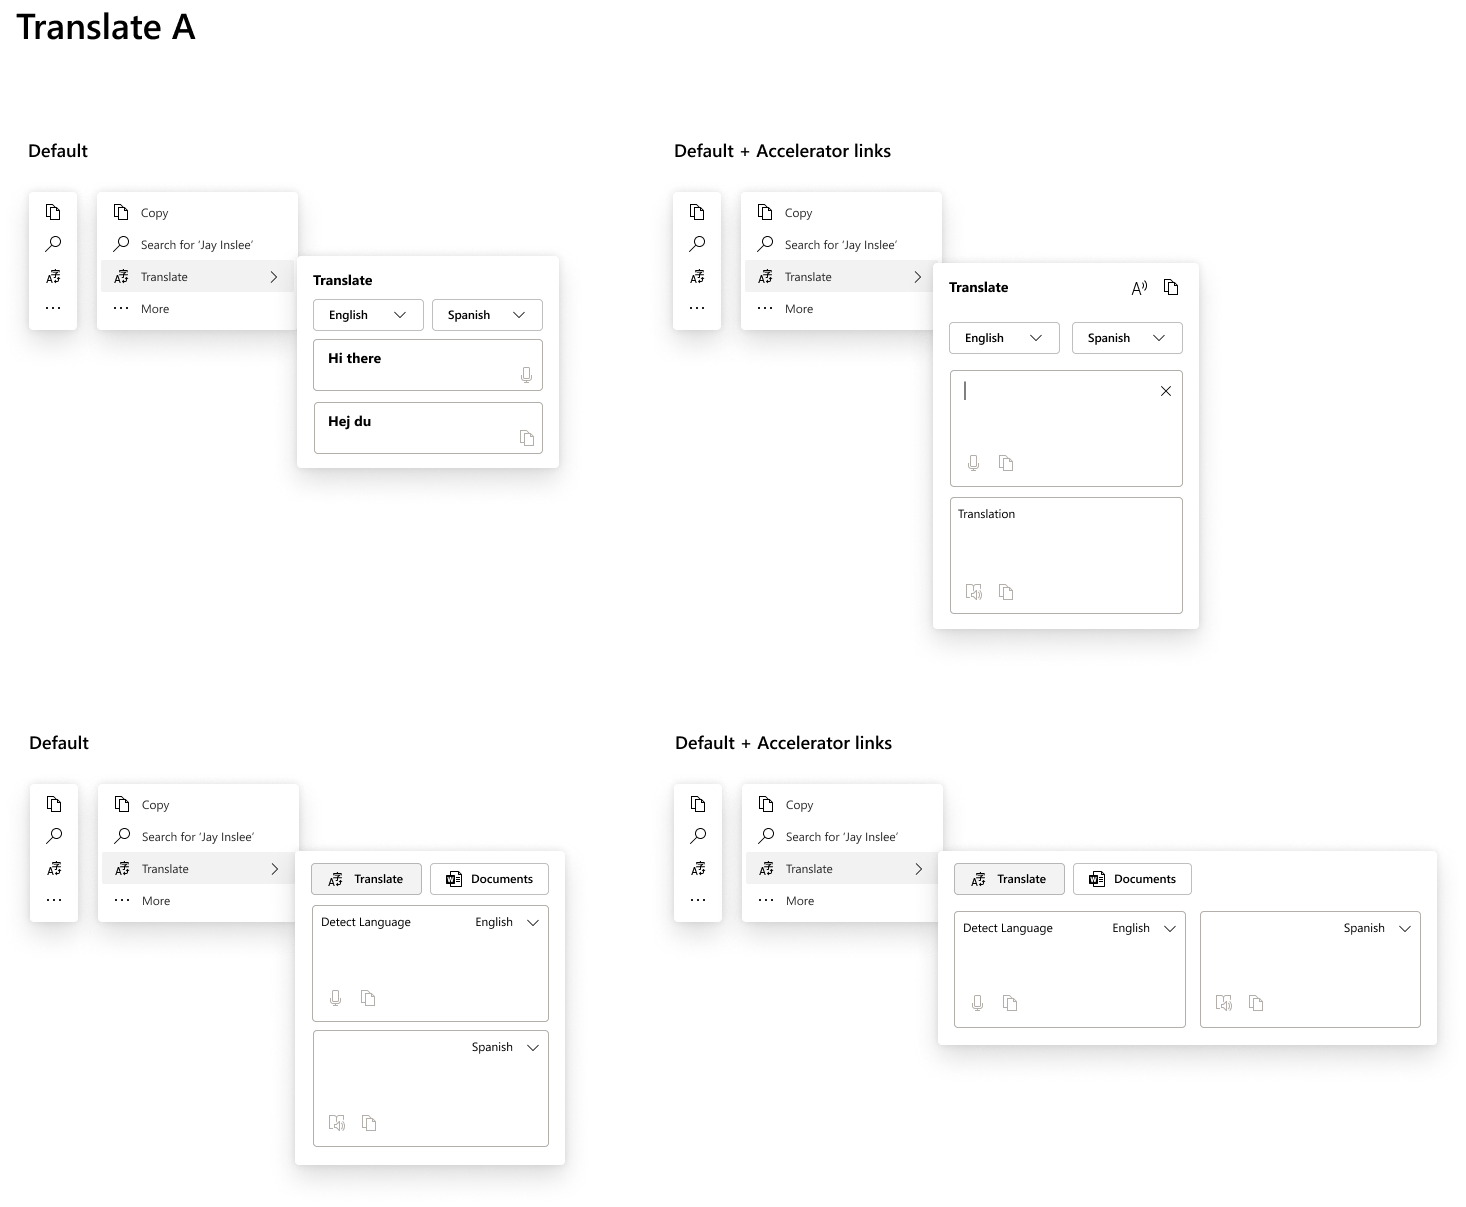 Translate A
Default
Copy
Search for ‘Jay Inslee’
Translate
More
Translate
English
Spanish
Hi there
Hej du
Default + Accelerator links
Copy
Search for ‘Jay Inslee’
Translate
More
Translate
English
Spanish
Translation
Default
Copy
Search for ‘Jay Inslee’
Translate
More
Translate
Documents
Detect Language English
Spanish
Default + Accelerator links
Copy
Search for ‘Jay Inslee’
Translate
More
Translate
Documents
Detect Language English
Spanish